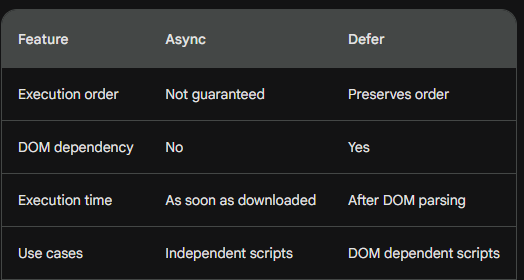 Feature Async Defer
Execution order Not guaranteed Preserves order
DOM dependency No Yes
Execution time As soon as downloaded After DOM parsing
Use cases Independent scripts DOM dependent scripts